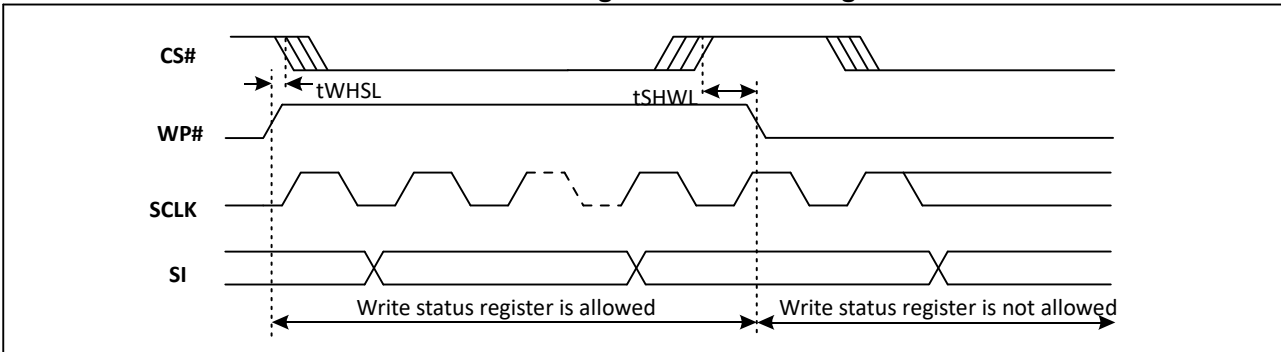 CS#
tWHSL
tSHWL
WP#
SCLK
SI
Write status register is allowed
Write status register is not allowed